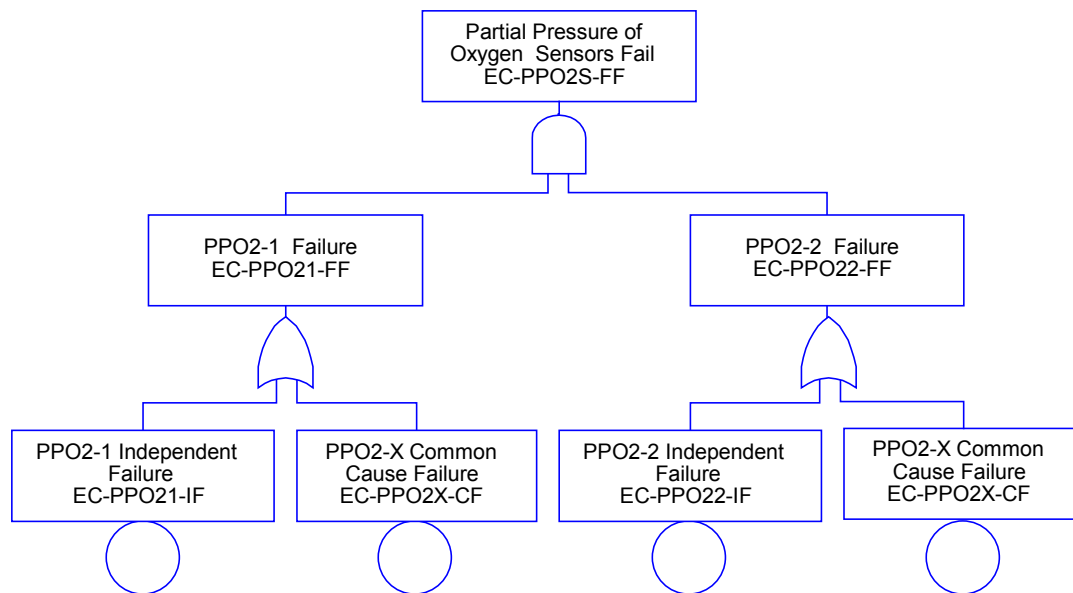 Partial Pressure of
Oxygen  Sensors Fail
EC-PPO2S-FF
PPO2-1  Failure
EC-PPO21-FF
PPO2-2  Failure
EC-PPO22-FF
PPO2-1 Independent
Failure
EC-PPO21-IF
PPO2-X Common
Cause Failure
EC-PPO2X-CF
PPO2-2 Independent
Failure
EC-PPO22-IF
PPO2-X Common
Cause Failure
EC-PPO2X-CF